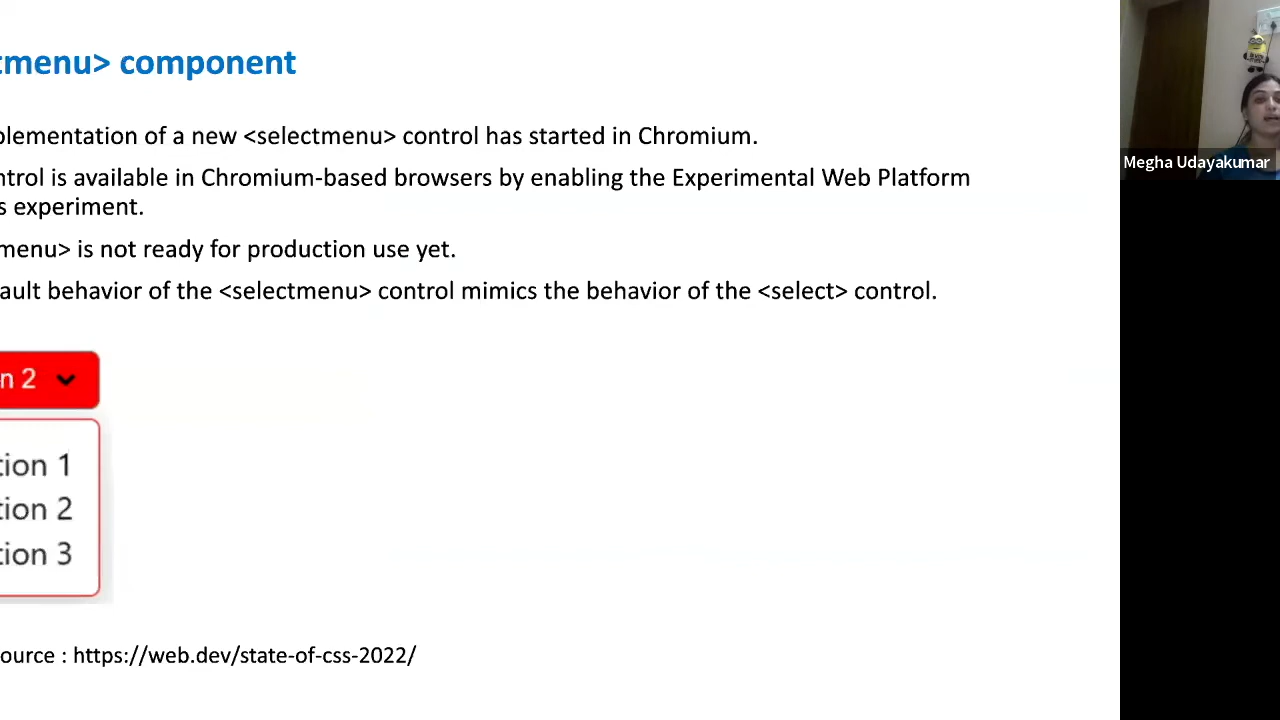 tmenu> component
plementation of a new <selectmenu> control has started in Chromium.
ntrol is available in Chromium-based browsers by enabling the Experimental Web Platform
s experiment.
menu> is not ready for production use yet.
ault behavior of the <selectmenu> control mimics the behavior of the <select> control.
n 2
tion 1
tion 2
tion 3
ource : https://web.dev/state-of-css-2022/
Megha Udayakumar